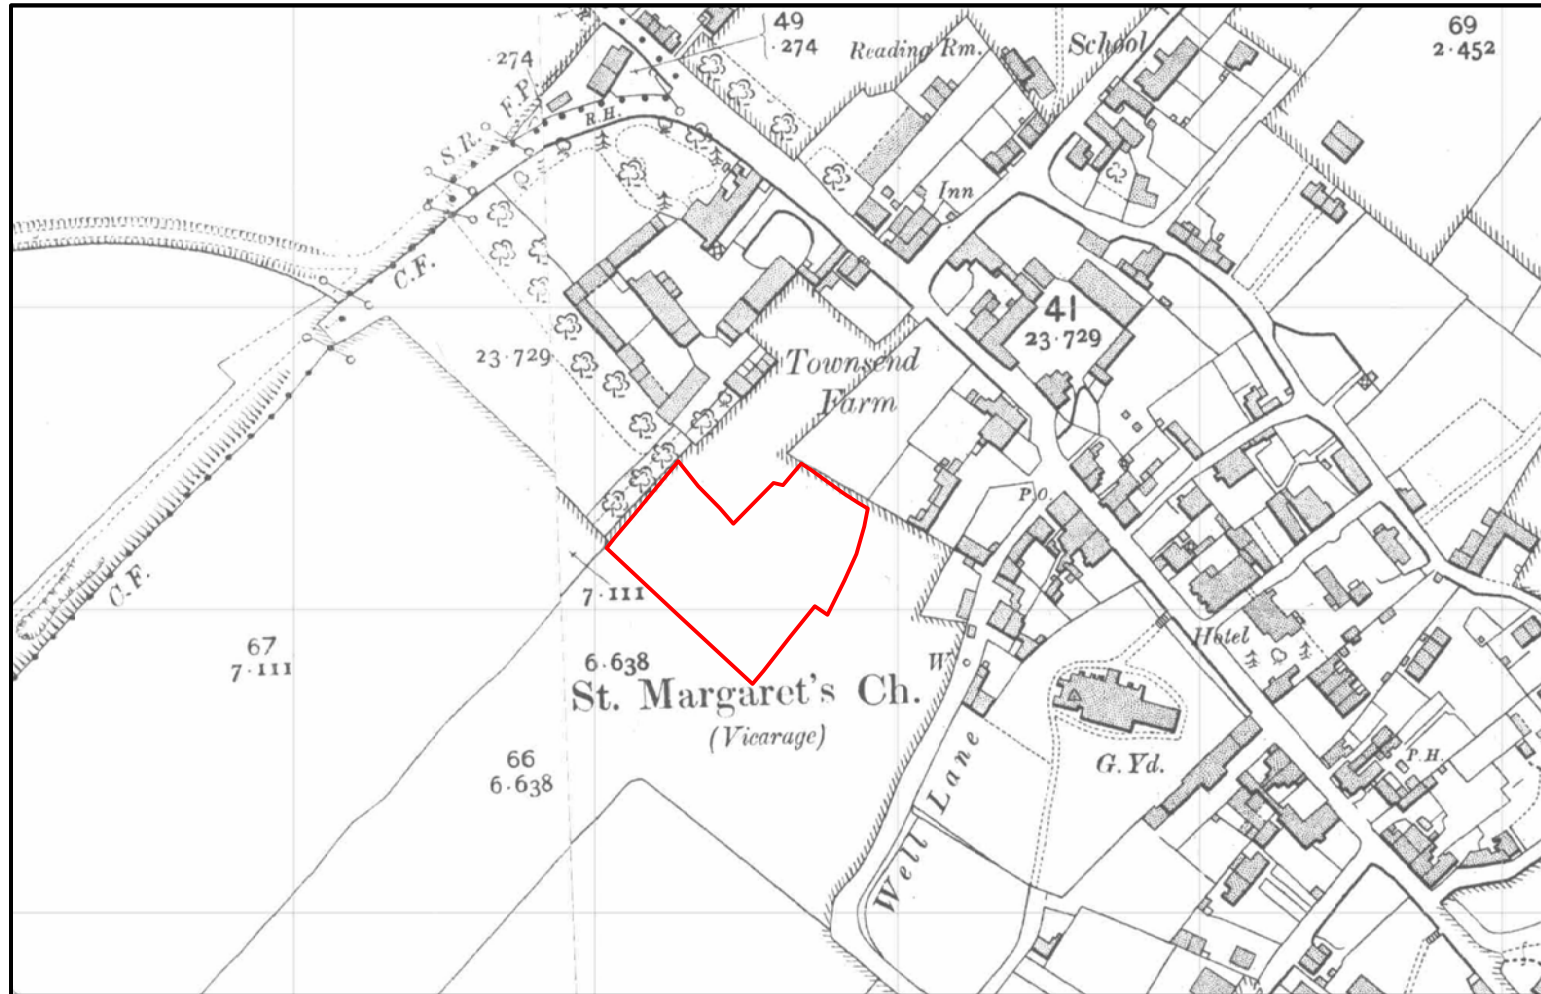 49
.274
69
2.452
.274
Reading Rm.
School
F.P.
S.R.
R.H.
Inn
C.F.
41
23.729
23.729
Townsend
Farm
P.O.
7.111
C.F.
67
7.111
6.638
Hotel
W
St. Margaret's Ch.
(Vicarage)
66
6.638
G. Yd.
P.H.
Well Lane